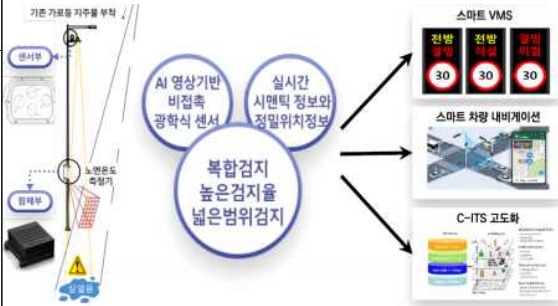 기존 가로등 지주물 부착
센서부
노면온도
측정기
함체부
AI 영상기반
비접촉
광학식 센서
실시간
시맨틱 정보와
정밀위치정보
복합검지
높은검지율
넓은범위검지
스마트 VMS
전방
결빙
30
전방
적설
30
결빙
위험
30
스마트 차량 내비게이션
C-ITS 고도화